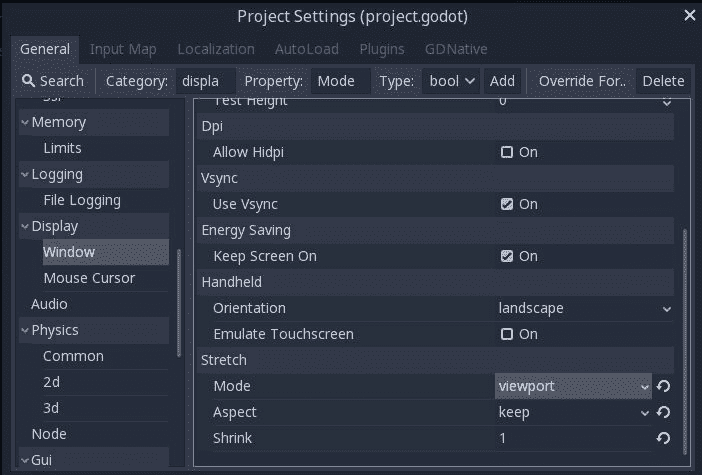 Project Settings (project.godot)
General Input Map Localization AutoLoad Plugins GDNative
Search Category: displa Property: Mode Type: bool Add Override For.. Delete
Memory
Limits
Logging
File Logging
Display
Window
Mouse Cursor
Audio
Physics
Common
2d
3d
Node
Gui
Test Height 0
Dpi
Allow Hidpi On
Vsync
Use Vsync On
Energy Saving
Keep Screen On On
Handheld
Orientation landscape
Emulate Touchscreen On
Stretch
Mode viewport
Aspect keep
Shrink 1